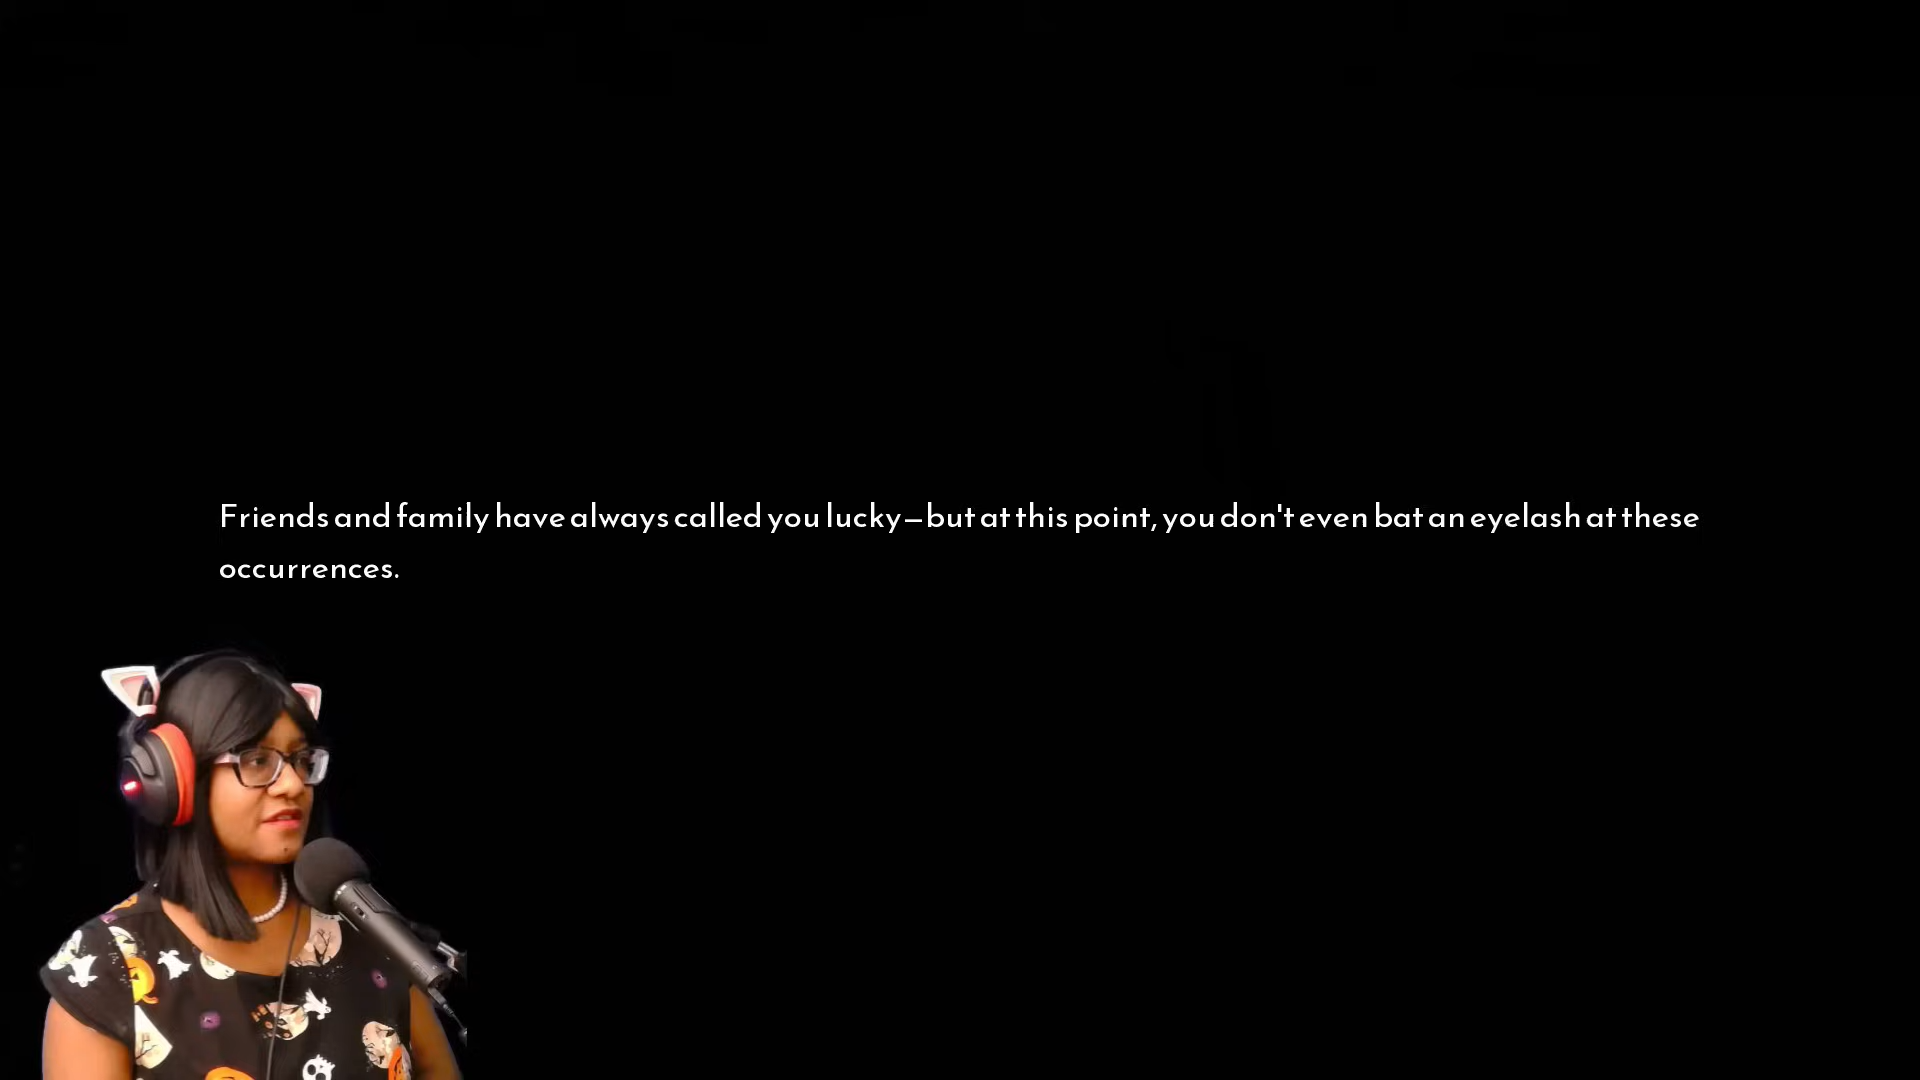 Friends and family have always called you lucky—but at this point, you don't even bat an eyelash at these
occurrences.